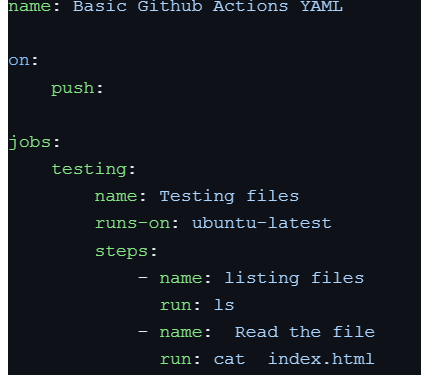 name: Basic Github Actions YAML
on:
push:
jobs:
testing:
name: Testing files
runs-on: ubuntu-latest
steps:
- name: listing files
run: ls
- name:  Read the file
run: cat  index.html